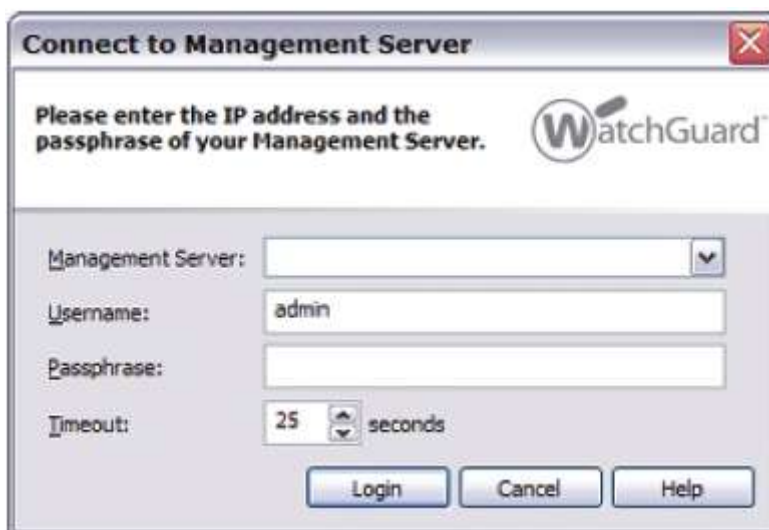 Connect to Management Server
Please enter the IP address and the
passphrase of your Management Server.
WatchGuard
Management Server:
Username: admin
Passphrase:
Timeout: 25 seconds
Login Cancel Help